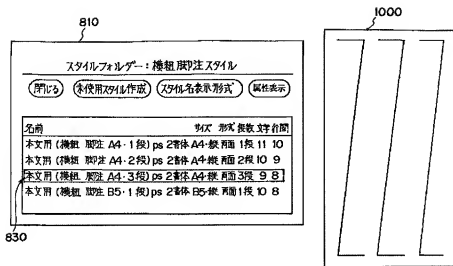 810
1000
スタイルフォルダー：横組脚注スタイル
閉じる 未使用スタイル作成 スタイル名表示形式 属性表示
名前 サイズ 形式 段数 文字 行間
本文用 (横組 脚注 A4・1段) ps 2書体 A4・縦 両面 1段 11 10
本文用 (横組 脚注 A4・2段) ps 2書体 A4・縦 両面 2段 10 9
本文用 (横組 脚注 A4・3段) ps 2書体 A4・縦 両面 3段 9 8
本文用 (横組 脚注 B5・1段) ps 2書体 B5・縦 両面 1段 10 8
830